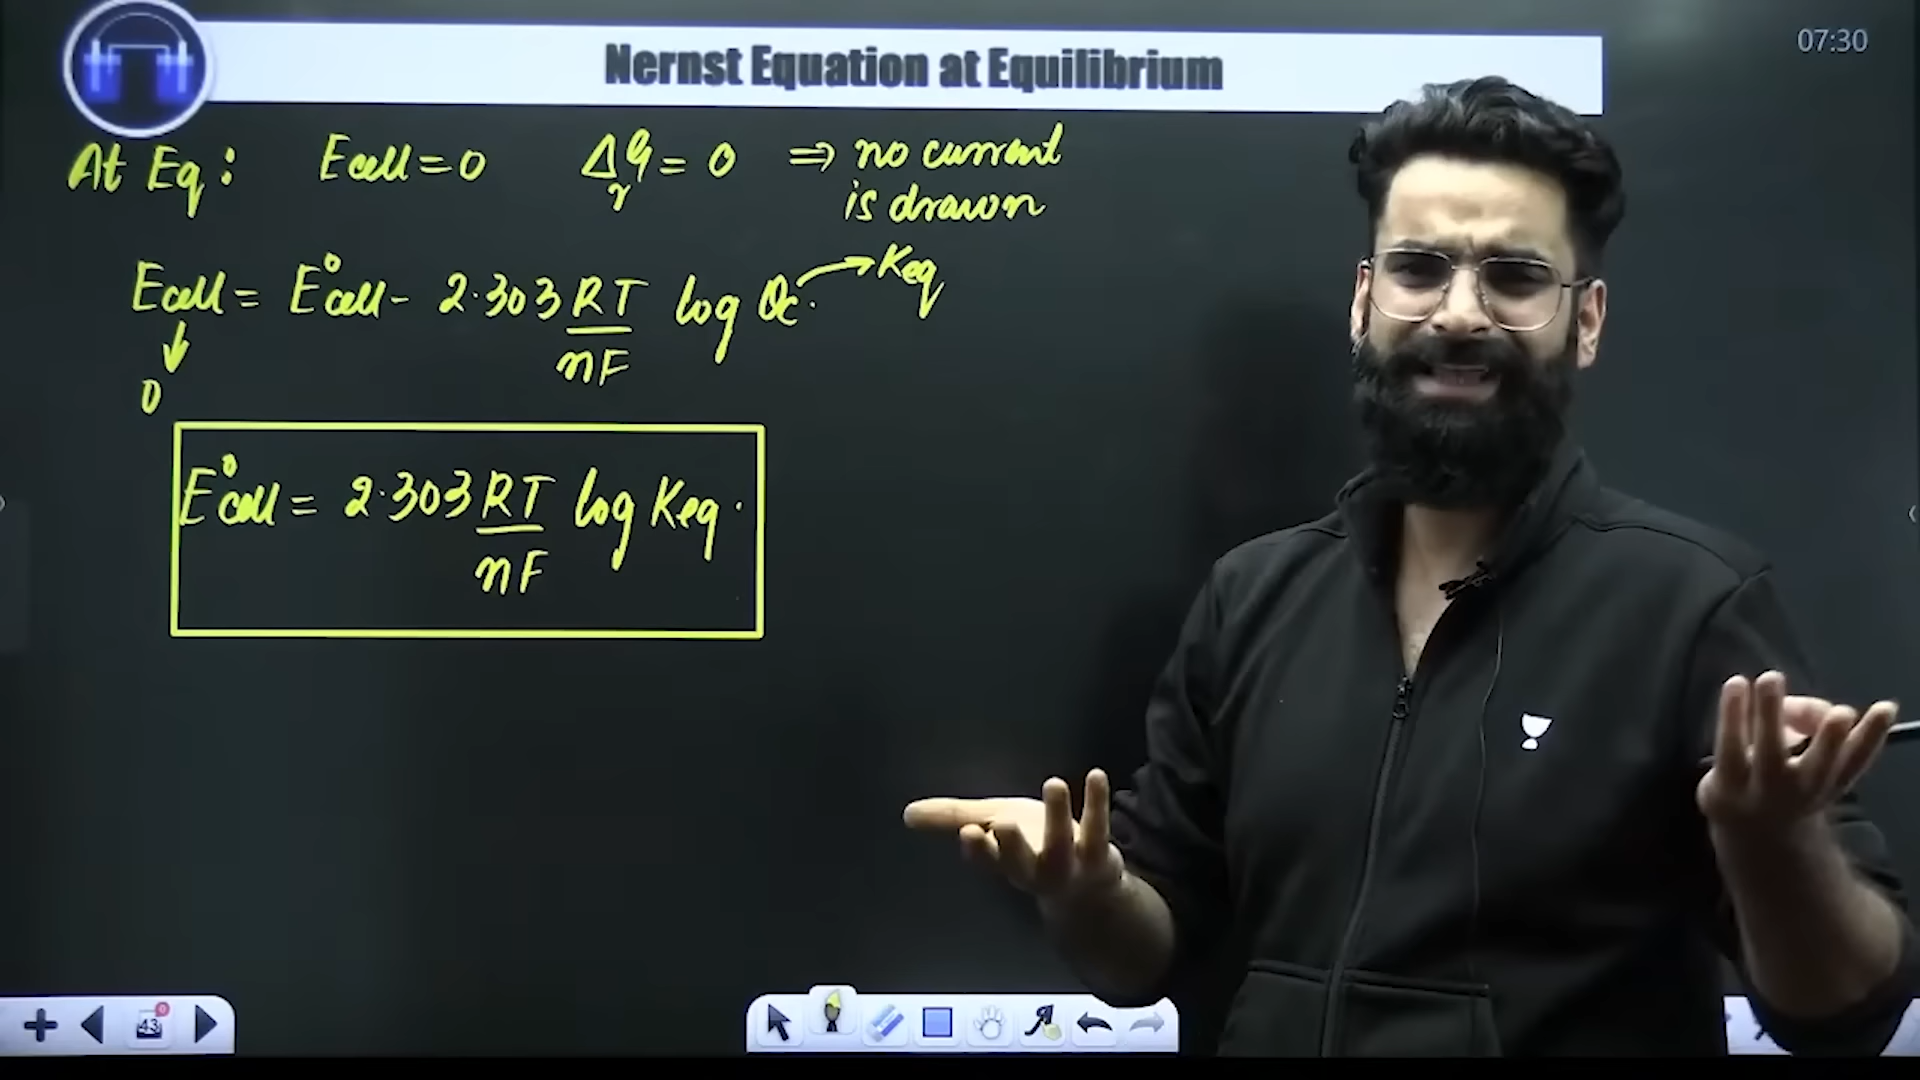 Nernst Equation at Equilibrium
07:30
At Eq: Ecell = 0 ΔrG = 0 ⇒ no current
is drawn
Ecell = E°cell - 2.303 RT/nF log Qc. → Keq
↓
0
E°cell = 2.303 RT/nF log Keq.
43
0